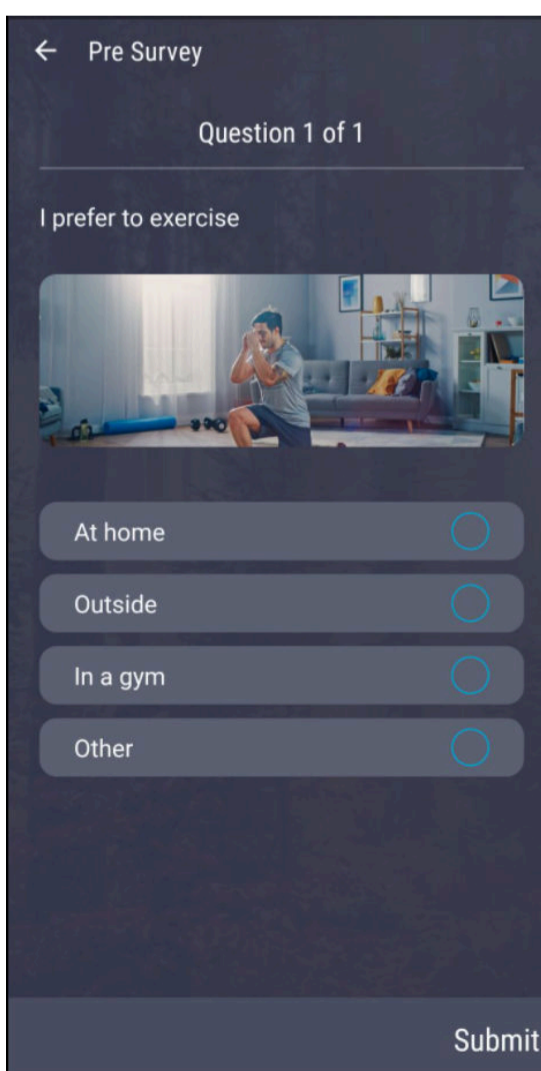 Pre Survey
Question 1 of 1
I prefer to exercise
At home
Outside
In a gym
Other
Submit